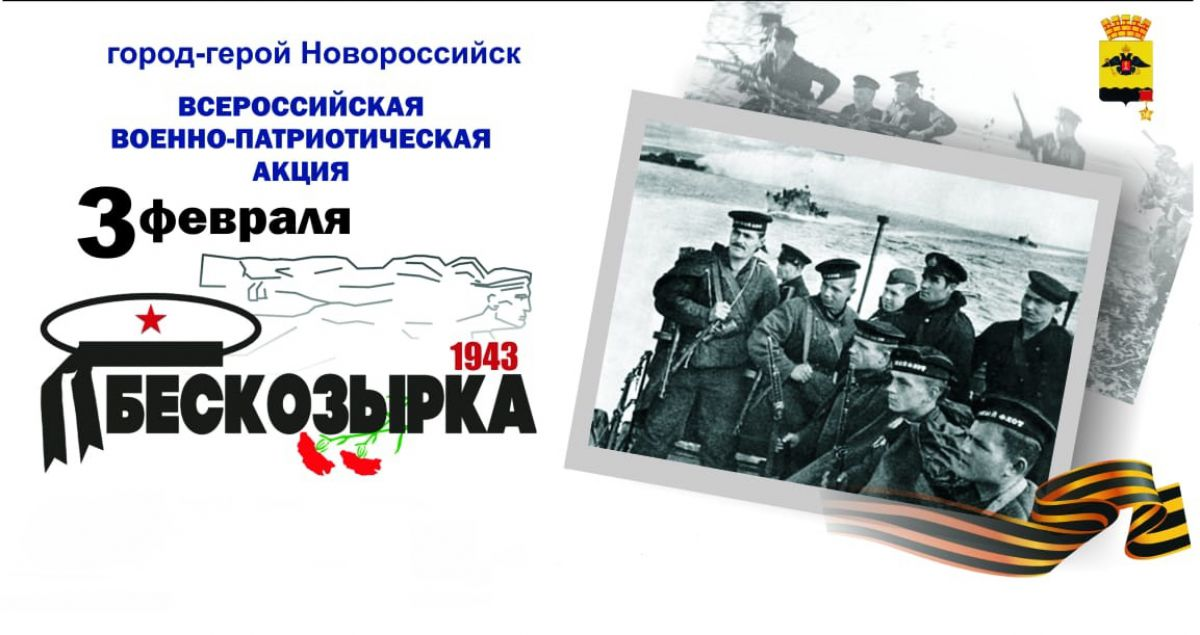 город-герой Новороссийск
ВСЕРОССИЙСКАЯ
ВОЕННО-ПАТРИОТИЧЕСКАЯ
АКЦИЯ
3 февраля
1943
БЕСКОЗЫРКА